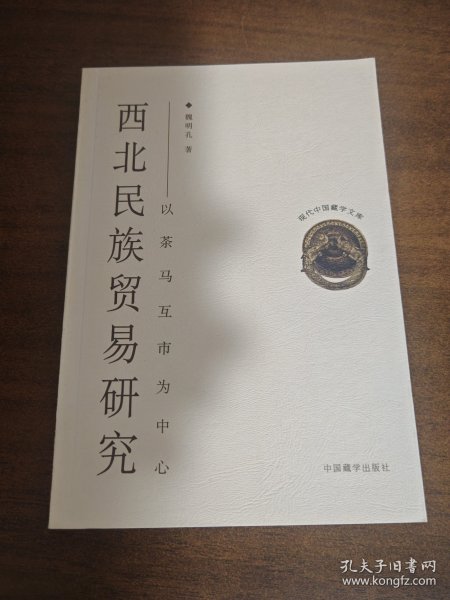 西北民族贸易研究
——以茶马互市为中心
◆ 魏明孔 著
现代中国藏学文库
中国藏学出版社
孔夫子旧书网
www.kongfz.com